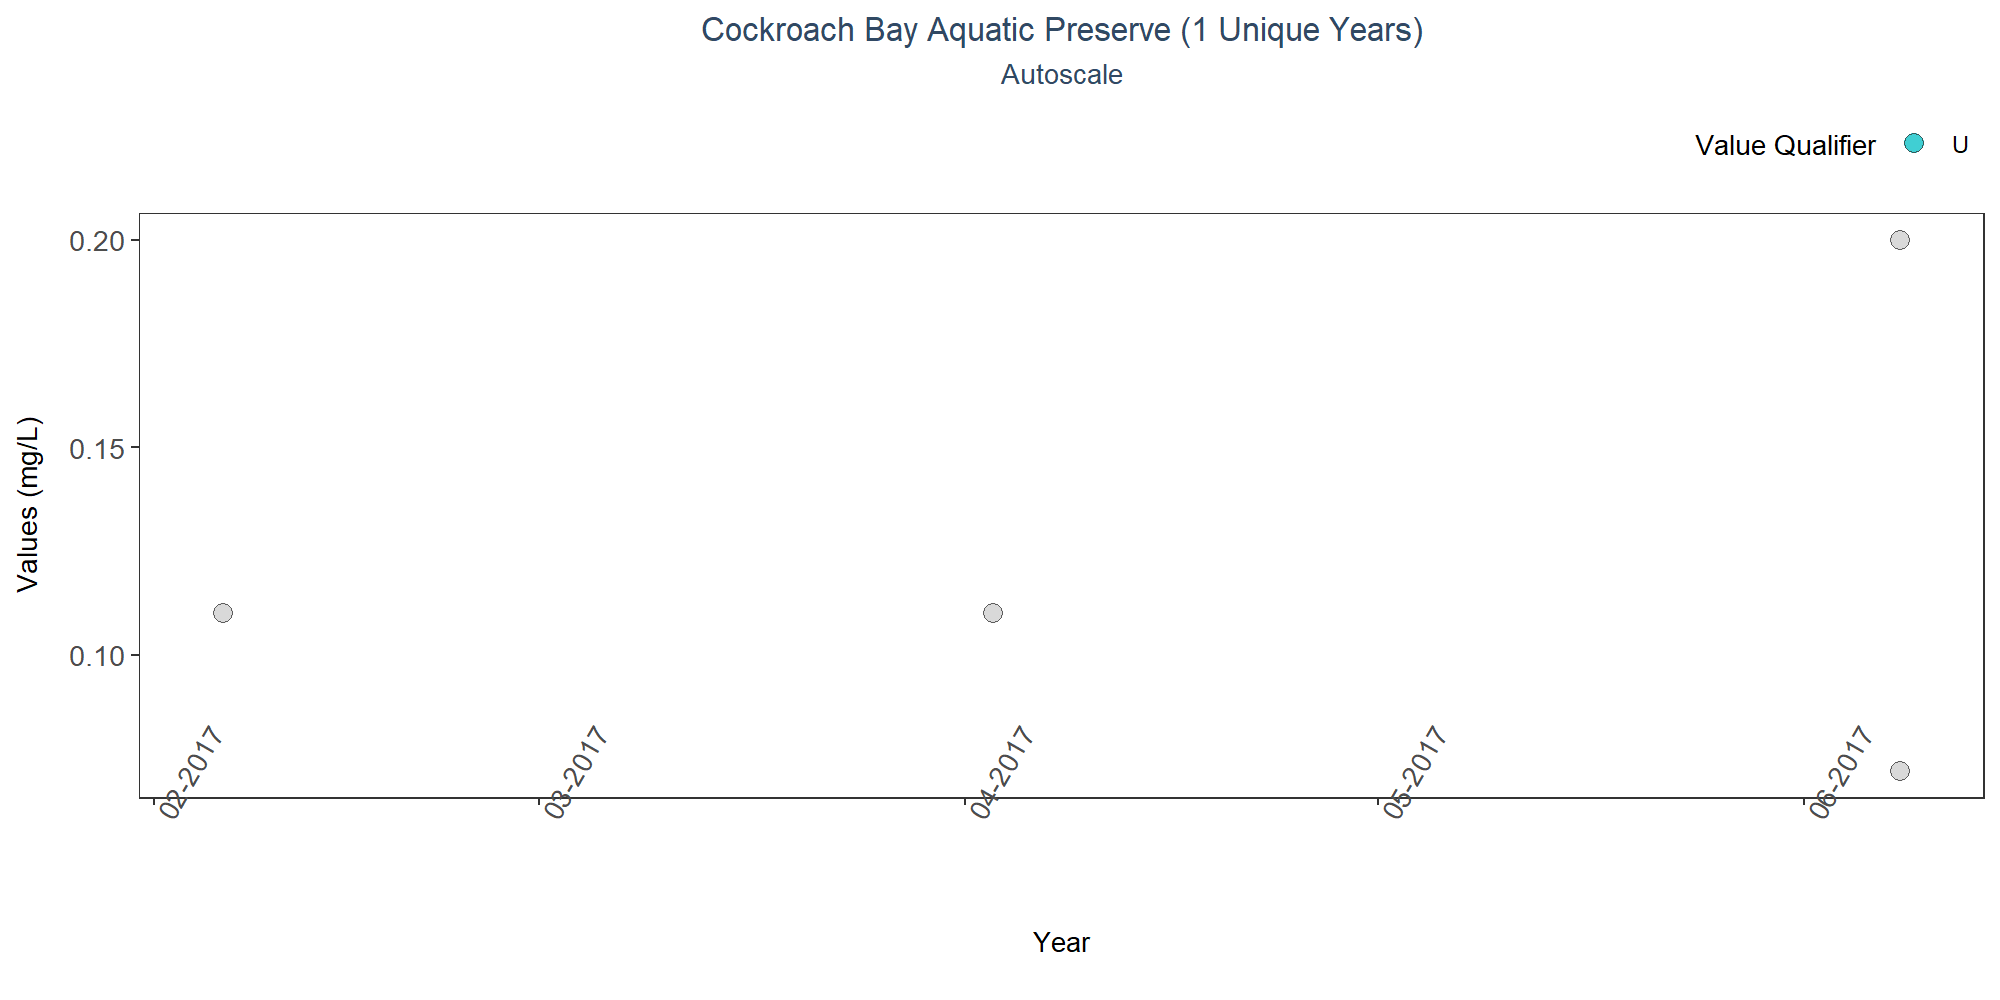 Cockroach Bay Aquatic Preserve (1 Unique Years)
Autoscale
Value Qualifier U
0.20
0.15
0.10
Values (mg/L)
02-2017
03-2017
04-2017
05-2017
06-2017
Year